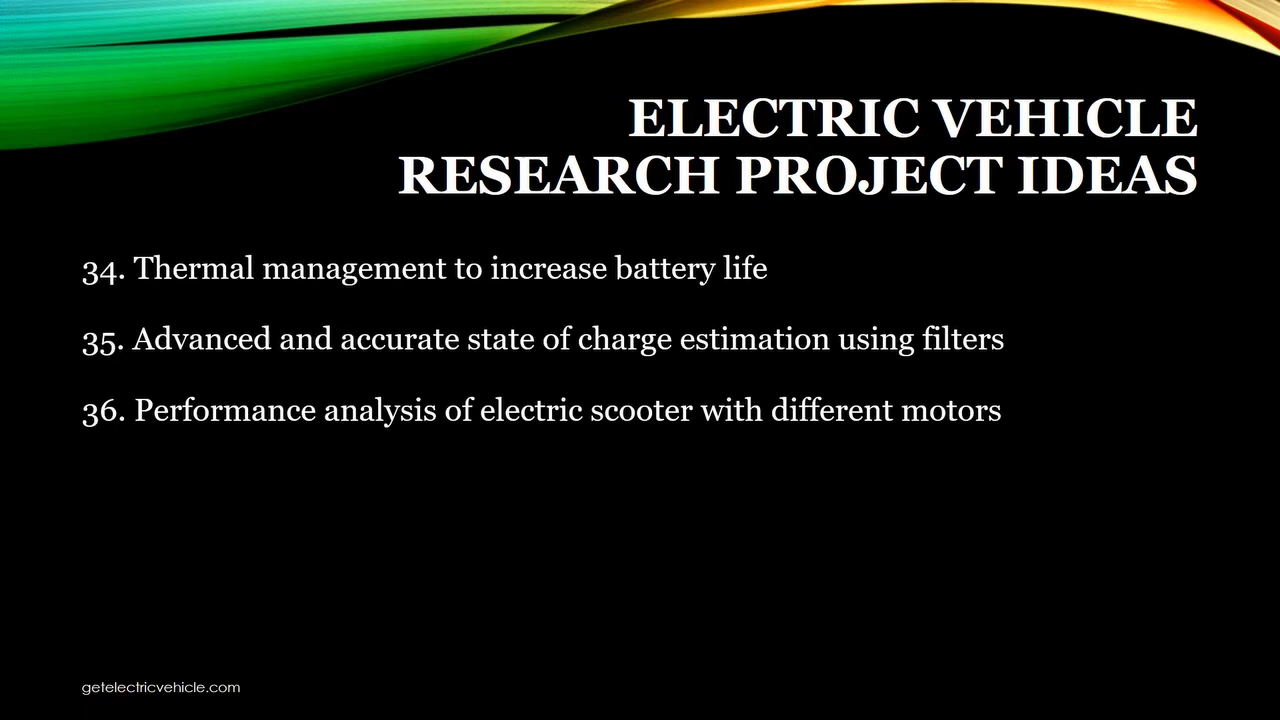 ELECTRIC VEHICLE
RESEARCH PROJECT IDEAS
34. Thermal management to increase battery life
35. Advanced and accurate state of charge estimation using filters
36. Performance analysis of electric scooter with different motors
getelectricvehicle.com